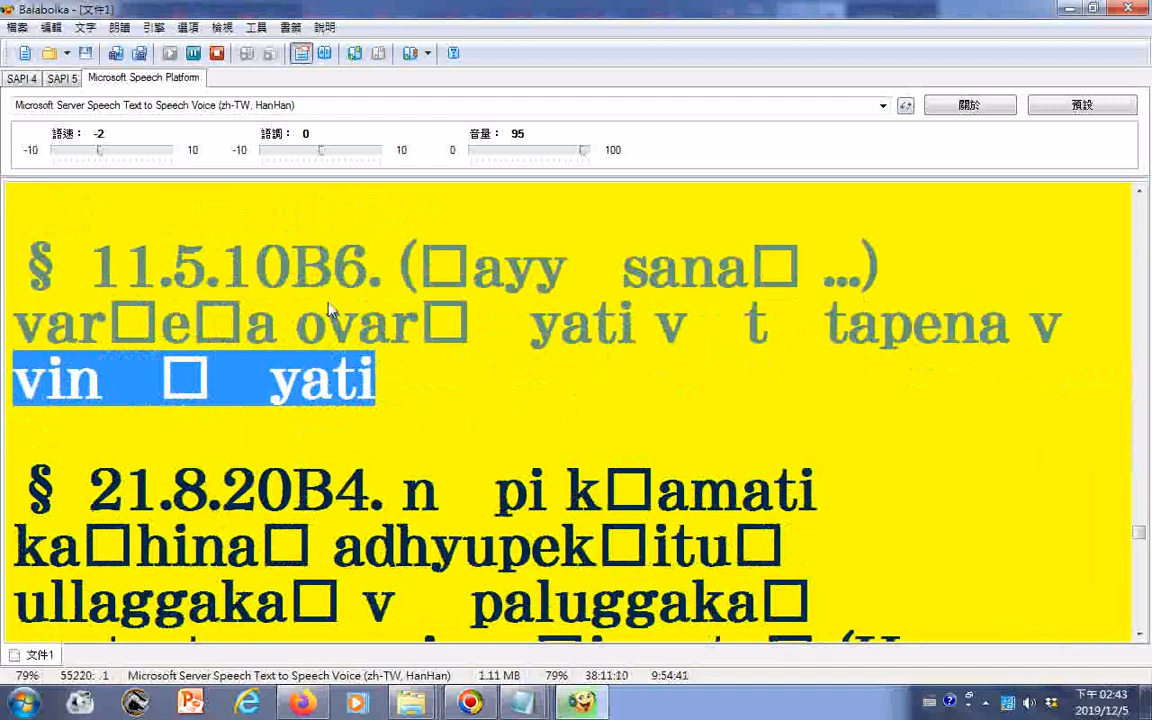 Balabolka - [文件1]
檔案 編輯 文字 朗讀 引擎 選項 檢視 工具 書籤 說明
SAPI 4 SAPI 5 Microsoft Speech Platform
Microsoft Server Speech Text to Speech Voice (zh-TW, HanHan) 關於 預設
語速： -2 語調： 0 音量： 95
-10 10 -10 10 0 100
§ 11.5.10B6. (□ayy sana□ ...)
var□e□a ovar□ yati v t tapena v
vin □ yati
§ 21.8.20B4. n pi k□amati
ka□hina□ adhyupek□itu□
ullaggaka□ v paluggaka□
文件1
79% 55220: .1 Microsoft Server Speech Text to Speech Voice (zh-TW, HanHan) 1.11 MB 79% 38:11:10 9:54:41
下午 02:43
2019/12/5